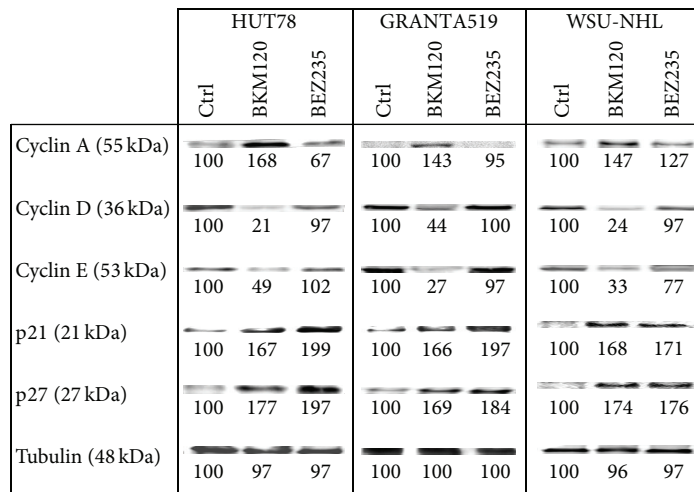 HUT78 GRANTA519 WSU-NHL
Ctrl BKM120 BEZ235 Ctrl BKM120 BEZ235 Ctrl BKM120 BEZ235
Cyclin A (55 kDa)
100 168 67 100 143 95 100 147 127
Cyclin D (36 kDa)
100 21 97 100 44 100 100 24 97
Cyclin E (53 kDa)
100 49 102 100 27 97 100 33 77
p21 (21 kDa)
100 167 199 100 166 197 100 168 171
p27 (27 kDa)
100 177 197 100 169 184 100 174 176
Tubulin (48 kDa)
100 97 97 100 100 100 100 96 97